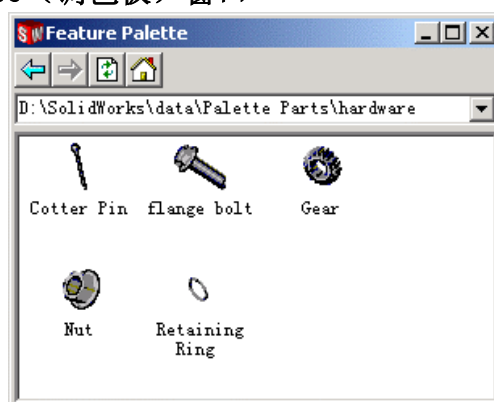 （调色板）窗口
SW Feature Palette
D:\SolidWorks\data\Palette Parts\hardware
Cotter Pin flange bolt Gear
Nut Retaining
Ring